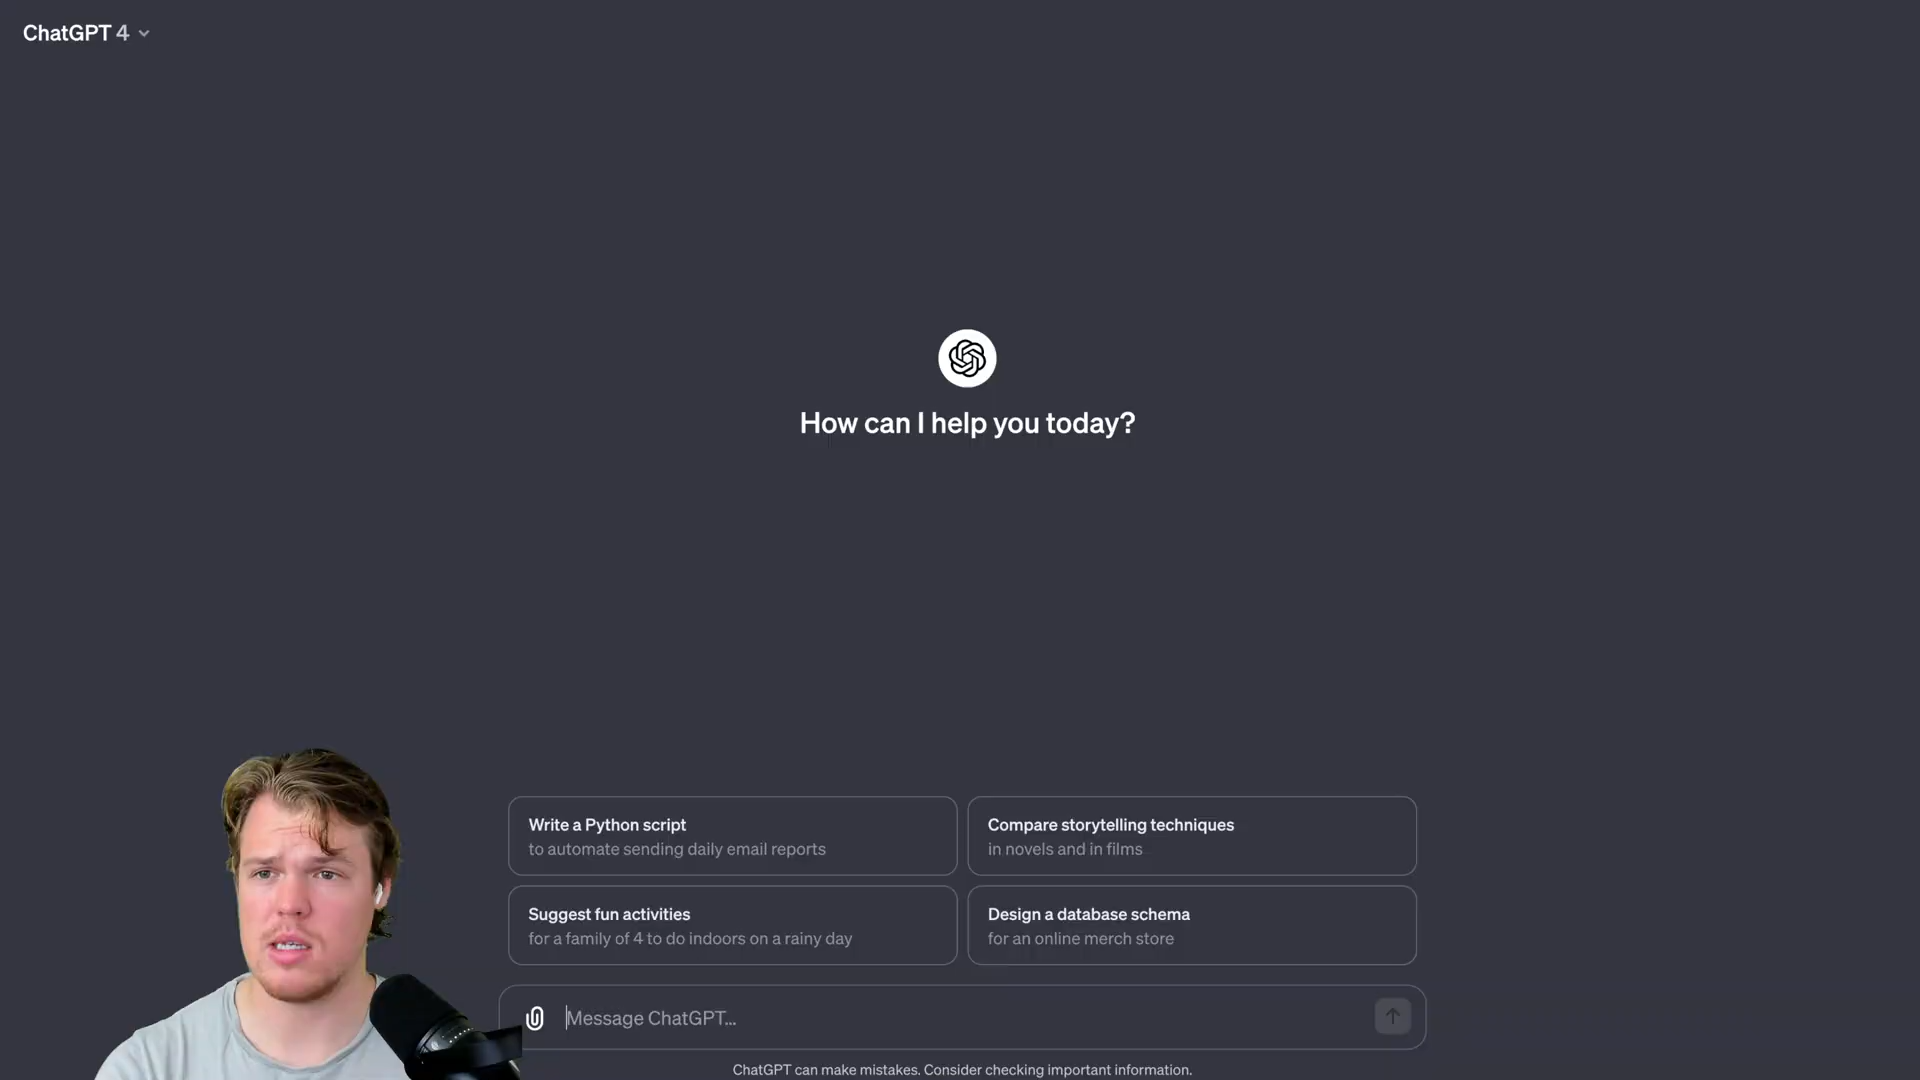 ChatGPT 4
How can I help you today?
Write a Python script
to automate sending daily email reports
Compare storytelling techniques
in novels and in films
Suggest fun activities
for a family of 4 to do indoors on a rainy day
Design a database schema
for an online merch store
Message ChatGPT...
ChatGPT can make mistakes. Consider checking important information.